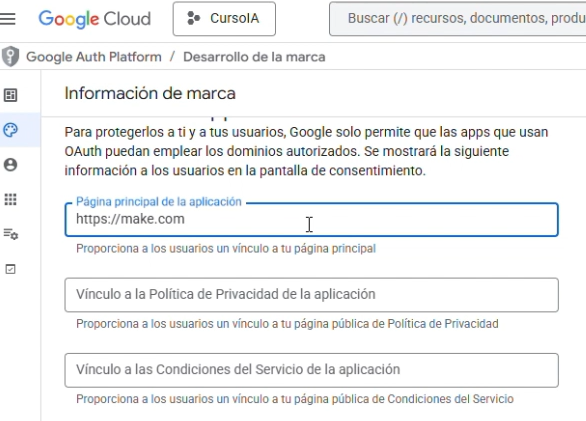 Google Cloud
CursoIA
Buscar (/) recursos, documentos, produ
Google Auth Platform / Desarrollo de la marca
Información de marca
Para protegerlos a ti y a tus usuarios, Google solo permite que las apps que usan
OAuth puedan emplear los dominios autorizados. Se mostrará la siguiente
información a los usuarios en la pantalla de consentimiento.
Página principal de la aplicación
https://make.com
Proporciona a los usuarios un vínculo a tu página principal
Vínculo a la Política de Privacidad de la aplicación
Proporciona a los usuarios un vínculo a tu página pública de Política de Privacidad
Vínculo a las Condiciones del Servicio de la aplicación
Proporciona a los usuarios un vínculo a tu página pública de Condiciones del Servicio